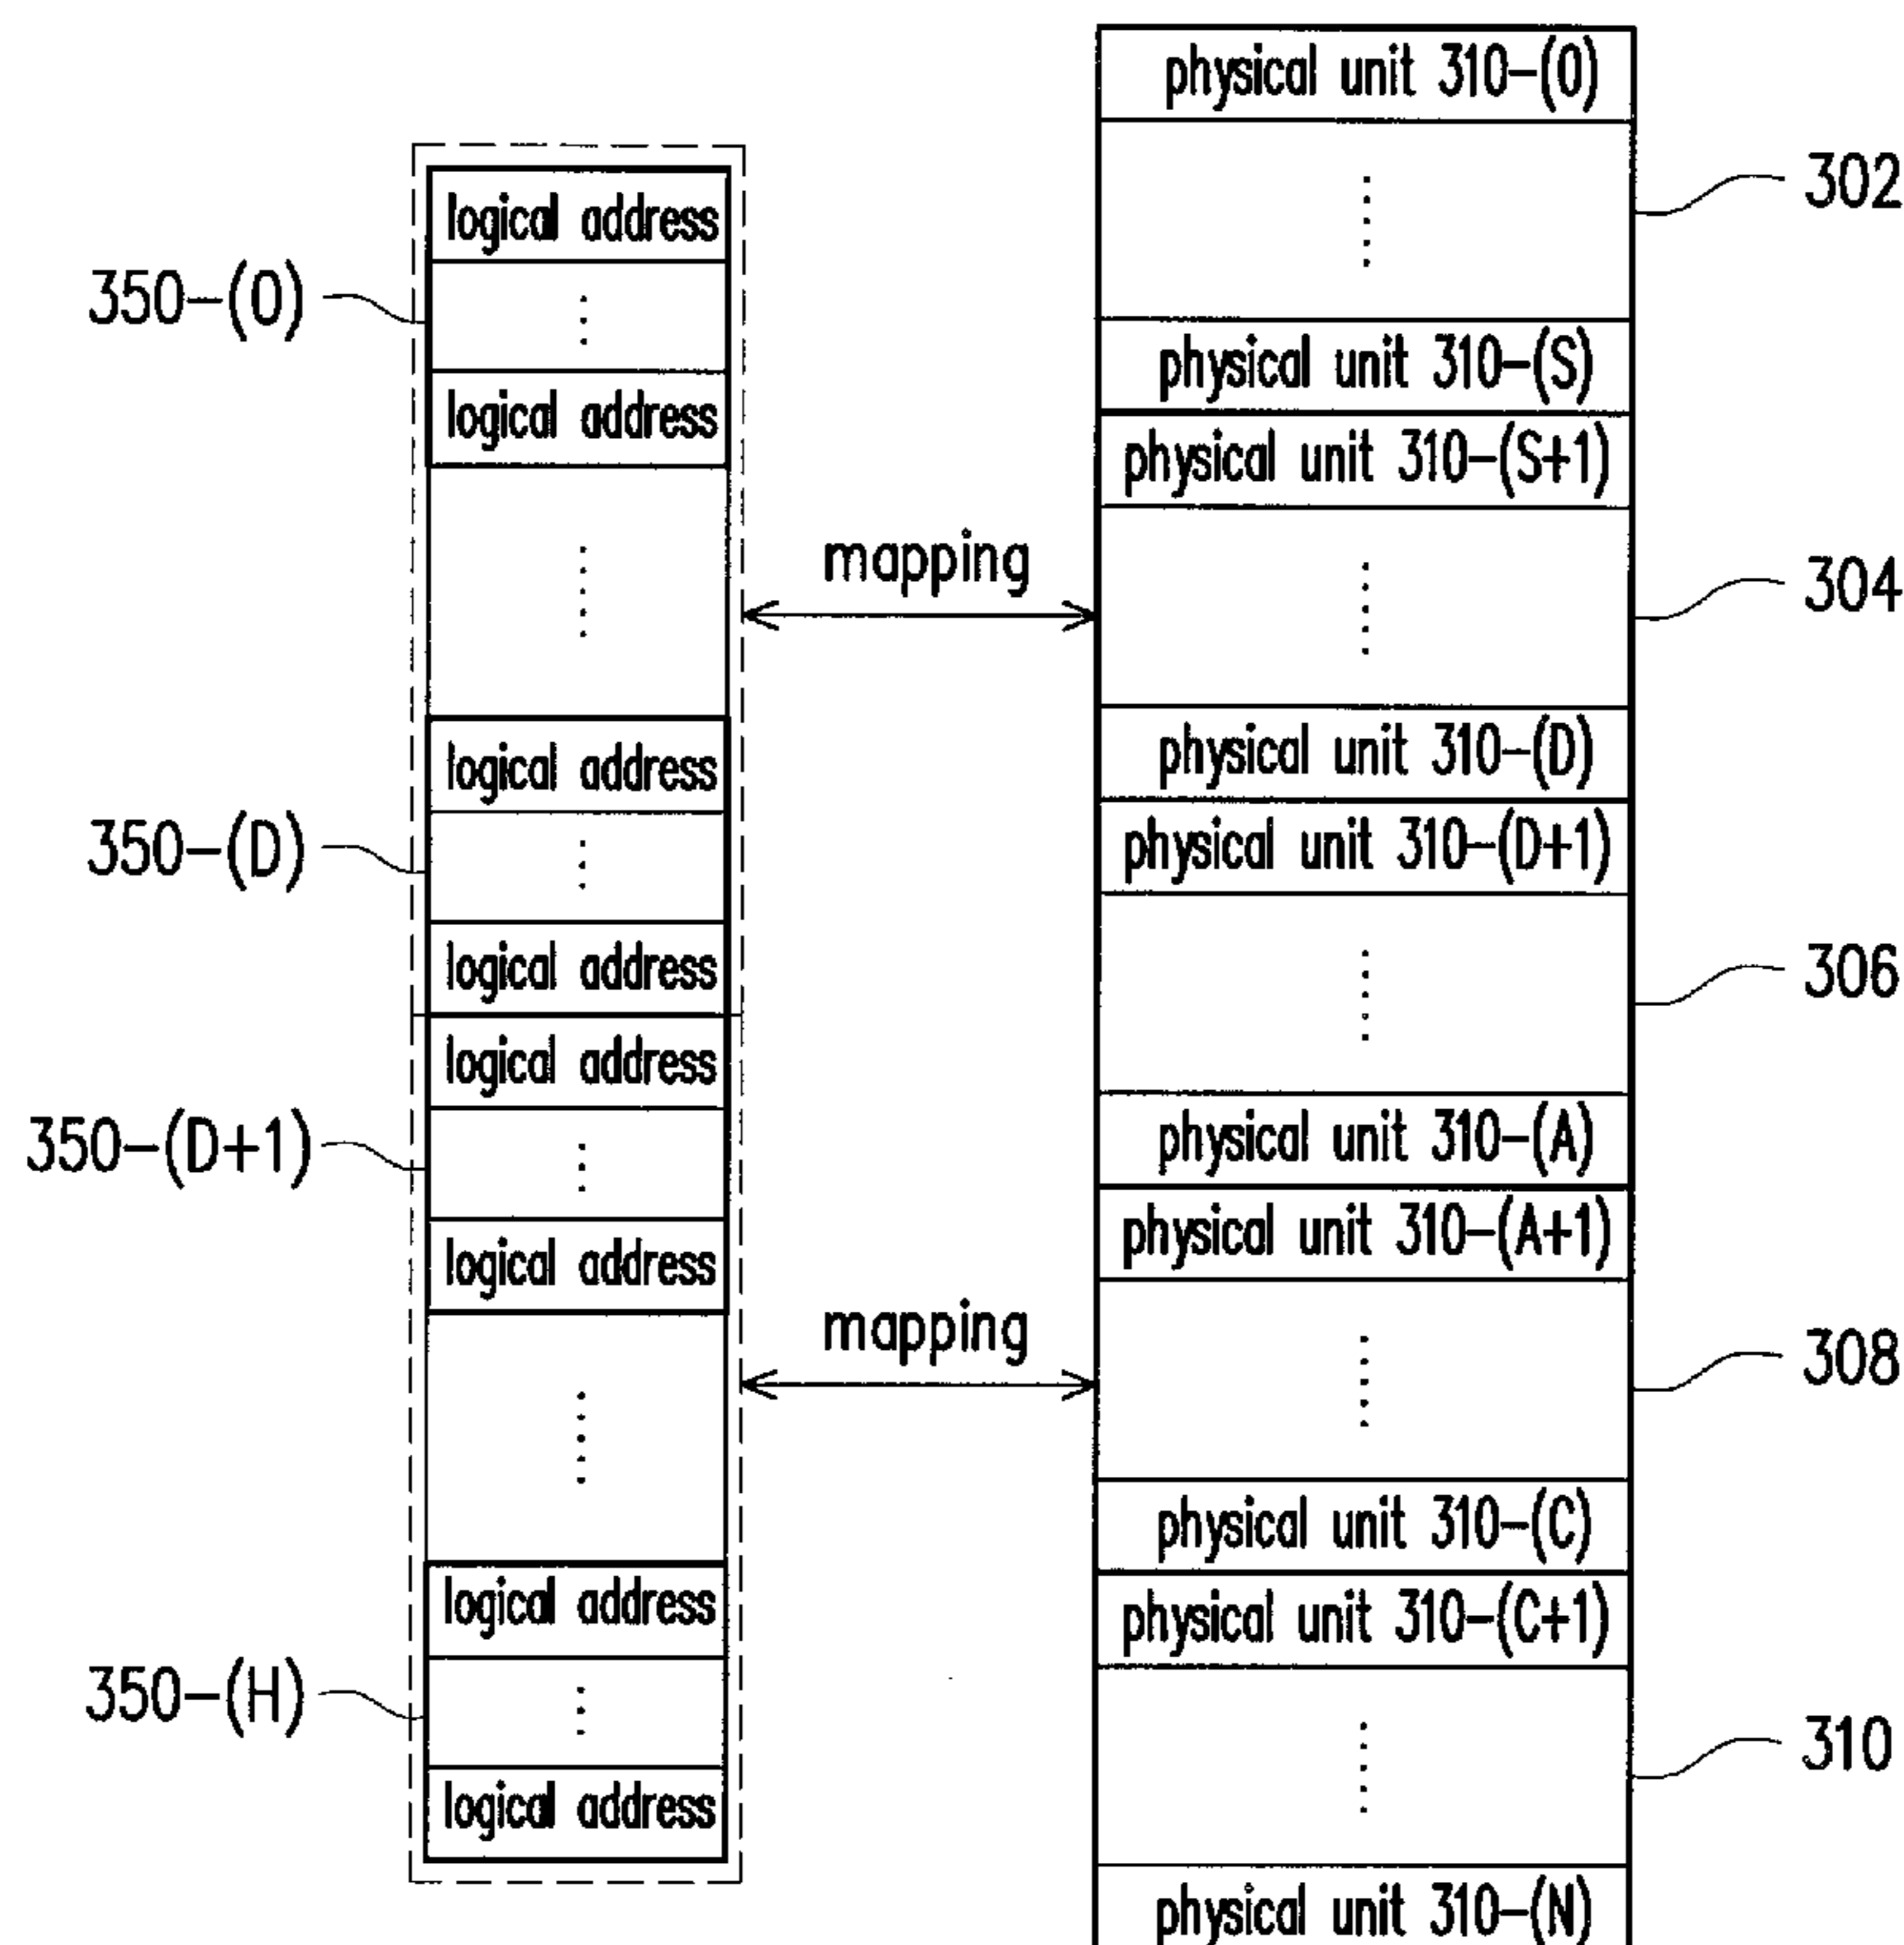 physical unit 310-(0)
302
logical address
350-(0)
logical address
physical unit 310-(S)
physical unit 310-(S+1)
mapping
304
logical address
physical unit 310-(D)
350-(D)
physical unit 310-(D+1)
logical address
306
logical address
350-(D+1)
physical unit 310-(A)
logical address
physical unit 310-(A+1)
mapping
308
physical unit 310-(C)
logical address
physical unit 310-(C+1)
350-(H)
310
logical address
physical unit 310-(N)